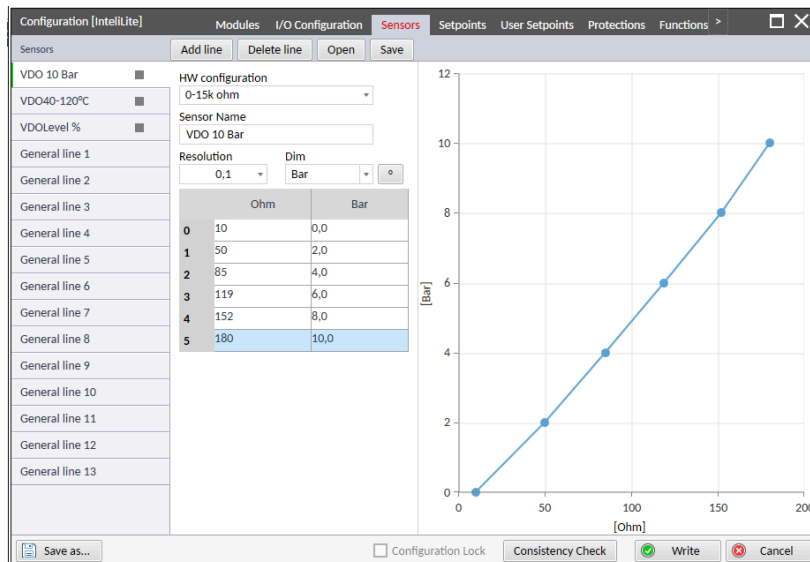 Configuration [InteliLite]
Modules I/O Configuration Sensors Setpoints User Setpoints Protections Functions >
Sensors
Add line Delete line Open Save
VDO 10 Bar
VDO40-120°C
VDOLevel %
General line 1
General line 2
General line 3
General line 4
General line 5
General line 6
General line 7
General line 8
General line 9
General line 10
General line 11
General line 12
General line 13
HW configuration
0-15k ohm
Sensor Name
VDO 10 Bar
Resolution Dim
0,1 Bar °
Ohm Bar
0 10 0,0
1 50 2,0
2 85 4,0
3 119 6,0
4 152 8,0
5 180 10,0
12
10
8
6
4
2
0
[Bar]
0 50 100 150 200
[Ohm]
Save as... Configuration Lock Consistency Check Write Cancel